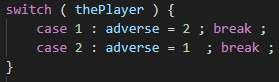 switch ( thePlayer ) {
    case 1 : adverse = 2 ; break ;
    case 2 : adverse = 1  ; break ;
}